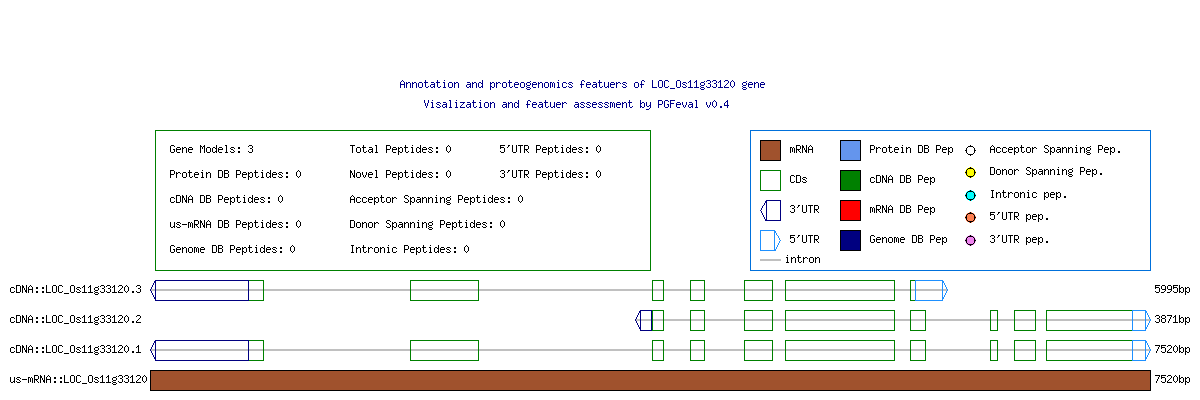 Annotation and proteogenomics featuers of LOC_Os11g33120 gene
Visalization and featuer assessment by PGFeval v0.4
Gene Models: 3 Total Peptides: 0 5'UTR Peptides: 0
Protein DB Peptides: 0 Novel Peptides: 0 3'UTR Peptides: 0
cDNA DB Peptides: 0 Acceptor Spanning Peptides: 0
us-mRNA DB Peptides: 0 Donor Spanning Peptides: 0
Genome DB Peptides: 0 Intronic Peptides: 0
mRNA Protein DB Pep Acceptor Spanning Pep.
CDs cDNA DB Pep Donor Spanning Pep.
3'UTR mRNA DB Pep Intronic pep.
5'UTR Genome DB Pep 5'UTR pep.
intron 3'UTR pep.
cDNA::LOC_Os11g33120.3 5995bp
cDNA::LOC_Os11g33120.2 3871bp
cDNA::LOC_Os11g33120.1 7520bp
us-mRNA::LOC_Os11g33120 7520bp